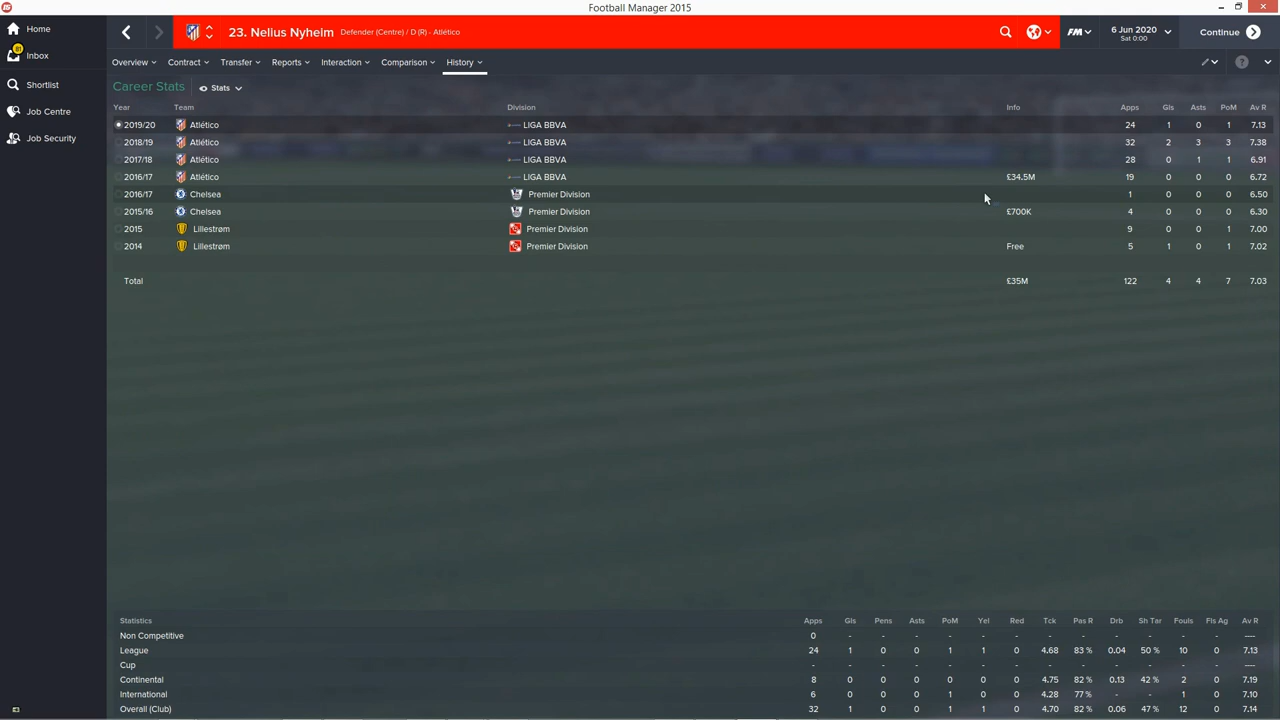 Football Manager 2015
Home
Inbox
81
Shortlist
Job Centre
Job Security
23. Nelius Nyheim Defender (Centre) / D (R) - Atlético
FM
6 Jun 2020
Sat 0:00
Continue
Overview Contract Transfer Reports Interaction Comparison History
Career Stats Stats
Year Team Division Info Apps Gls Asts PoM Av R
2019/20 Atlético LIGA BBVA 24 1 0 1 7.13
2018/19 Atlético LIGA BBVA 32 2 3 3 7.38
2017/18 Atlético LIGA BBVA 28 0 1 1 6.91
2016/17 Atlético LIGA BBVA £34.5M 19 0 0 0 6.72
2016/17 Chelsea Premier Division 1 0 0 0 6.50
2015/16 Chelsea Premier Division £700K 4 0 0 0 6.30
2015 Lillestrøm Premier Division 9 0 0 1 7.00
2014 Lillestrøm Premier Division Free 5 1 0 1 7.02
Total £35M 122 4 4 7 7.03
Statistics Apps Gls Pens Asts PoM Yel Red Tck Pas R Drb Sh Tar Fouls Fls Ag Av R
Non Competitive 0 - - - - - - - - - - - - ----
League 24 1 0 0 1 1 0 4.68 83 % 0.04 50 % 10 0 7.13
Cup - - - - - - - - - - - - - ----
Continental 8 0 0 0 0 0 0 4.75 82 % 0.13 42 % 2 0 7.19
International 6 0 0 0 1 0 0 4.28 77 % - - 1 0 7.10
Overall (Club) 32 1 0 0 1 1 0 4.70 82 % 0.06 47 % 12 0 7.14